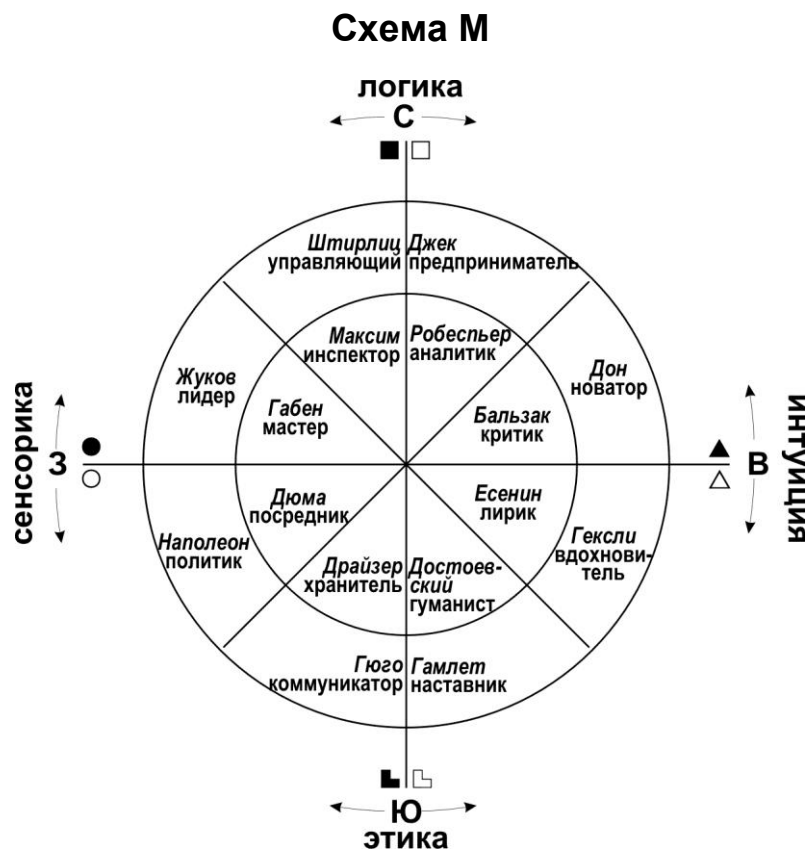 Схема М
логика
С
Штирлиц Джек
управляющий предприниматель
Максим Робеспьер
инспектор аналитик
Жуков
лидер
Дон
новатор
Габен
мастер
Бальзак
критик
сенсорика
З
В
интуиция
Дюма
посредник
Есенин
лирик
Наполеон
политик
Гексли
вдохнови-
тель
Драйзер Достоев-
хранитель ский
гуманист
Гюго Гамлет
коммуникатор наставник
Ю
этика